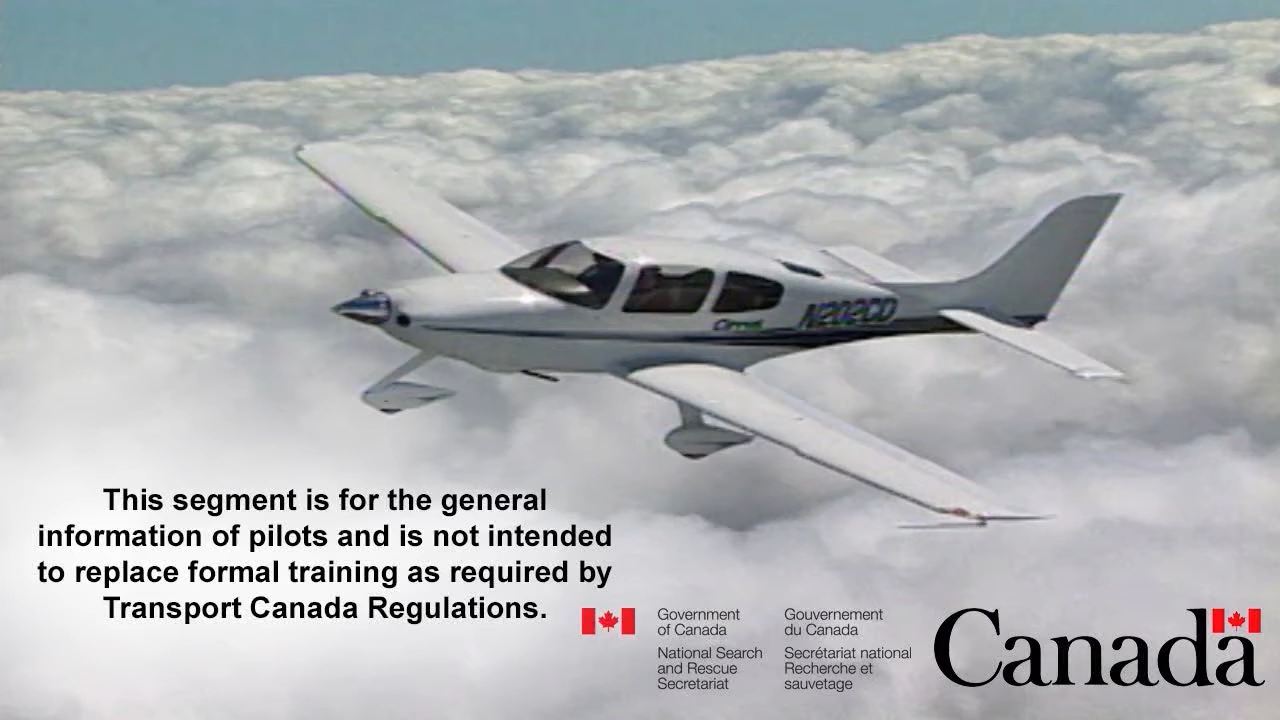 Cirrus
N202CD
This segment is for the general
information of pilots and is not intended
to replace formal training as required by
Transport Canada Regulations.
Government
of Canada
National Search
and Rescue
Secretariat
Gouvernement
du Canada
Secrétariat national
Recherche et
sauvetage
Canada